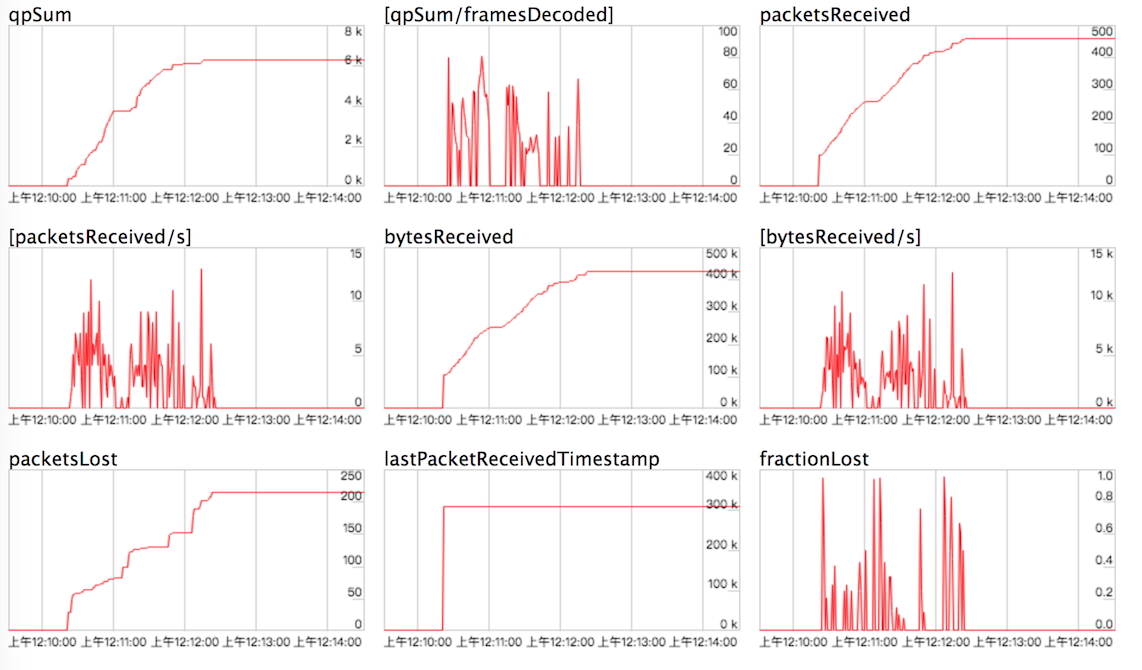 qpSum
8 k
6 k
4 k
2 k
0 k
上午12:10:00 上午12:11:00 上午12:12:00 上午12:13:00 上午12:14:00
[qpSum/framesDecoded]
100
80
60
40
20
0
上午12:10:00 上午12:11:00 上午12:12:00 上午12:13:00 上午12:14:00
packetsReceived
500
400
300
200
100
0
上午12:10:00 上午12:11:00 上午12:12:00 上午12:13:00 上午12:14:00
[packetsReceived/s]
15
10
5
0
上午12:10:00 上午12:11:00 上午12:12:00 上午12:13:00 上午12:14:00
bytesReceived
500 k
400 k
300 k
200 k
100 k
0 k
上午12:10:00 上午12:11:00 上午12:12:00 上午12:13:00 上午12:14:00
[bytesReceived/s]
15 k
10 k
5 k
0 k
上午12:10:00 上午12:11:00 上午12:12:00 上午12:13:00 上午12:14:00
packetsLost
250
200
150
100
50
0
上午12:10:00 上午12:11:00 上午12:12:00 上午12:13:00 上午12:14:00
lastPacketReceivedTimestamp
400 k
300 k
200 k
100 k
0 k
上午12:10:00 上午12:11:00 上午12:12:00 上午12:13:00 上午12:14:00
fractionLost
1.0
0.8
0.6
0.4
0.2
0.0
上午12:10:00 上午12:11:00 上午12:12:00 上午12:13:00 上午12:14:00